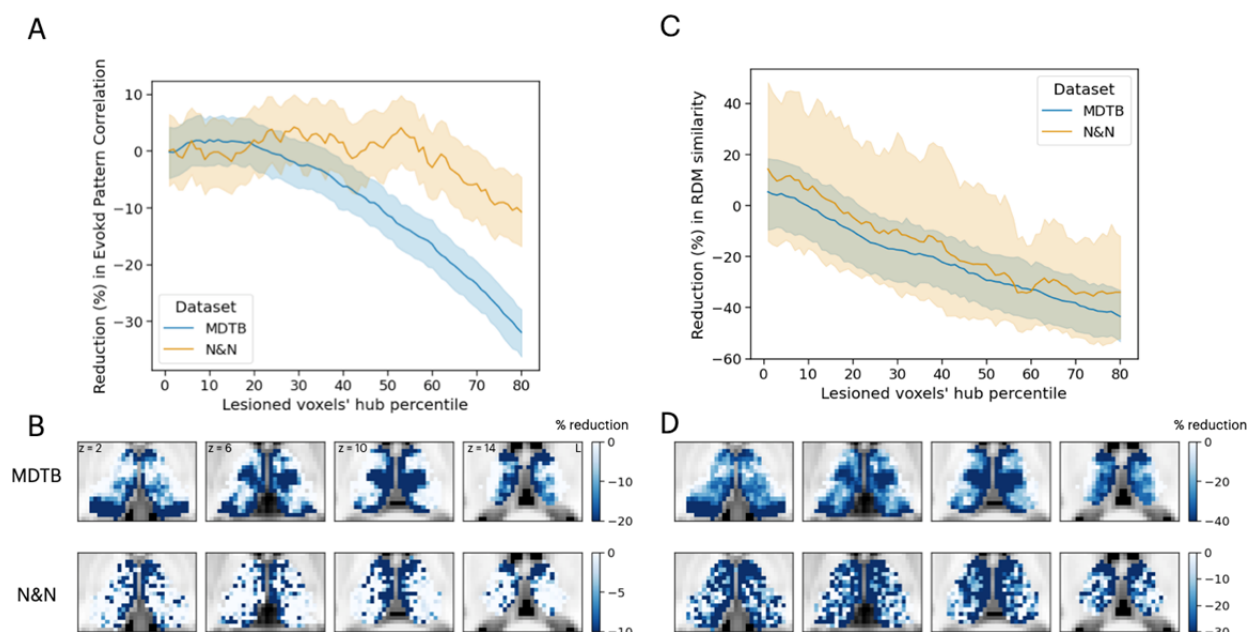 A
Reduction (%) in Evokd Pattern Correlation
10
0
−10
−20
−30
Dataset
MDTB
N&N
0 10 20 30 40 50 60 70 80
Lesioned voxels' hub percentile
C
Reduction (%) in RDM similarity
40
20
0
−20
−40
−60
Dataset
MDTB
N&N
0 10 20 30 40 50 60 70 80
Lesioned voxels' hub percentile
B
% reduction
MDTB
z = 2 z = 6 z = 10 z = 14 L
0
−10
−20
N&N
0
−5
−10
D
% reduction
0
−20
−40
0
−10
−20
−30